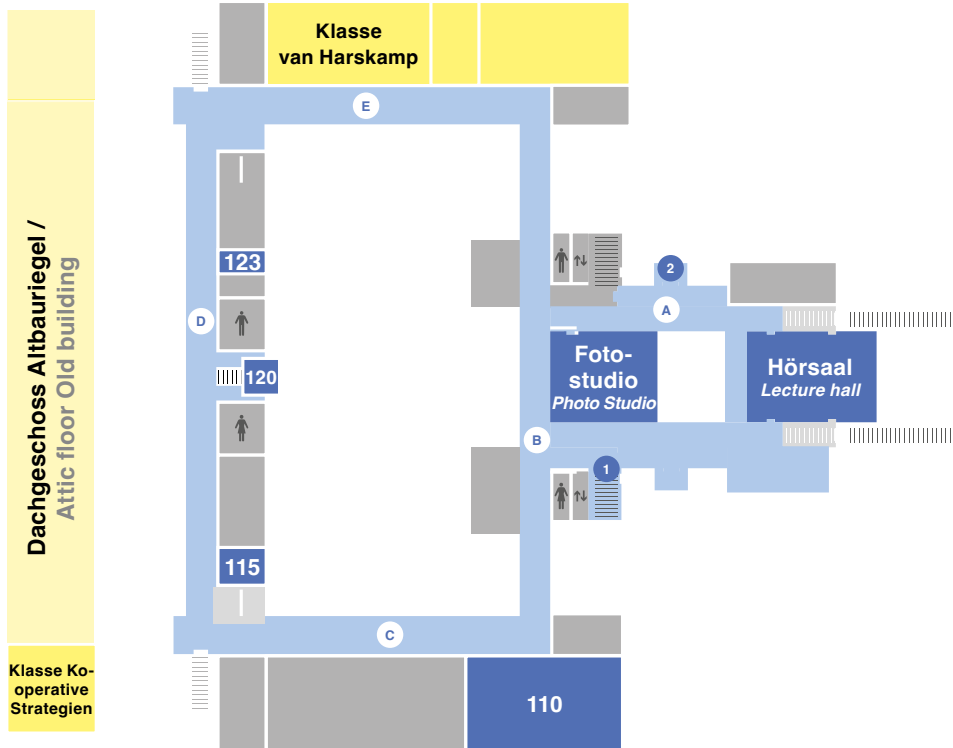 Klasse
van Harskamp
E
Dachgeschoss Altbauriegel /
Attic floor Old building
123
2
D
A
120
Foto-
studio
Photo Studio
Hörsaal
Lecture hall
B
1
115
C
Klasse Ko-
operative
Strategien
110